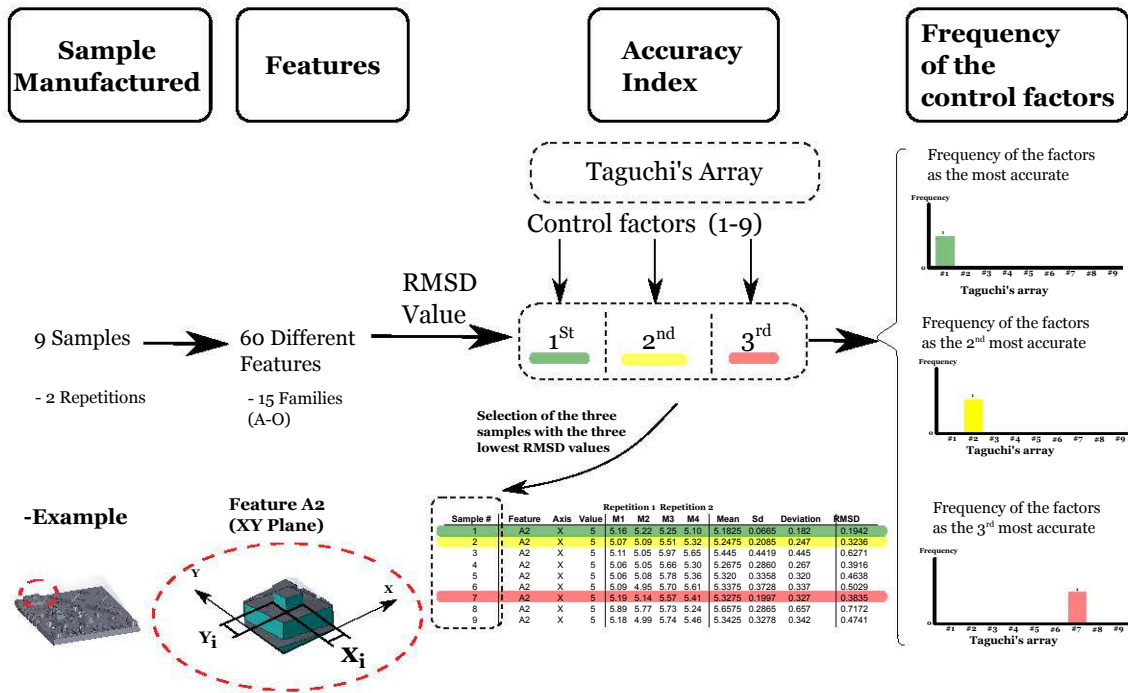 Sample
Manufactured
Features
Accuracy
Index
Frequency
of the
control factors
Taguchi's Array
Control factors (1-9)
RMSD
Value
1St
2nd
3rd
9 Samples
- 2 Repetitions
60 Different
Features
- 15 Families
(A-O)
Selection of the three
samples with the three
lowest RMSD values
Frequency of the factors
as the most accurate
Frequency
1
0
#1 #2 #3 #4 #5 #6 #7 #8 #9
Taguchi's array
Frequency of the factors
as the 2nd most accurate
Frequency
1
0
#1 #2 #3 #4 #5 #6 #7 #8 #9
Taguchi's array
Frequency of the factors
as the 3rd most accurate
Frequency
1
0
#1 #2 #3 #4 #5 #6 #7 #8 #9
Taguchi's array
-Example
Feature A2
(XY Plane)
Y
X
Yi
Xi
Repetition 1 Repetition 2
Sample # Feature Axis Value M1 M2 M3 M4 Mean Sd Deviation RMSD
1 A2 X 5 5.16 5.22 5.25 5.10 5.1825 0.0665 0.182 0.1942
2 A2 X 5 5.07 5.09 5.51 5.32 5.2475 0.2085 0.247 0.3236
3 A2 X 5 5.11 5.05 5.97 5.65 5.445 0.4419 0.445 0.6271
4 A2 X 5 5.06 5.05 5.66 5.30 5.2675 0.2860 0.267 0.3916
5 A2 X 5 5.06 5.08 5.78 5.36 5.320 0.3358 0.320 0.4638
6 A2 X 5 5.09 4.95 5.70 5.61 5.3375 0.3728 0.337 0.5029
7 A2 X 5 5.19 5.14 5.57 5.41 5.3275 0.1997 0.327 0.3835
8 A2 X 5 5.89 5.77 5.73 5.24 5.6575 0.2865 0.657 0.7172
9 A2 X 5 5.18 4.99 5.74 5.46 5.3425 0.3278 0.342 0.4741